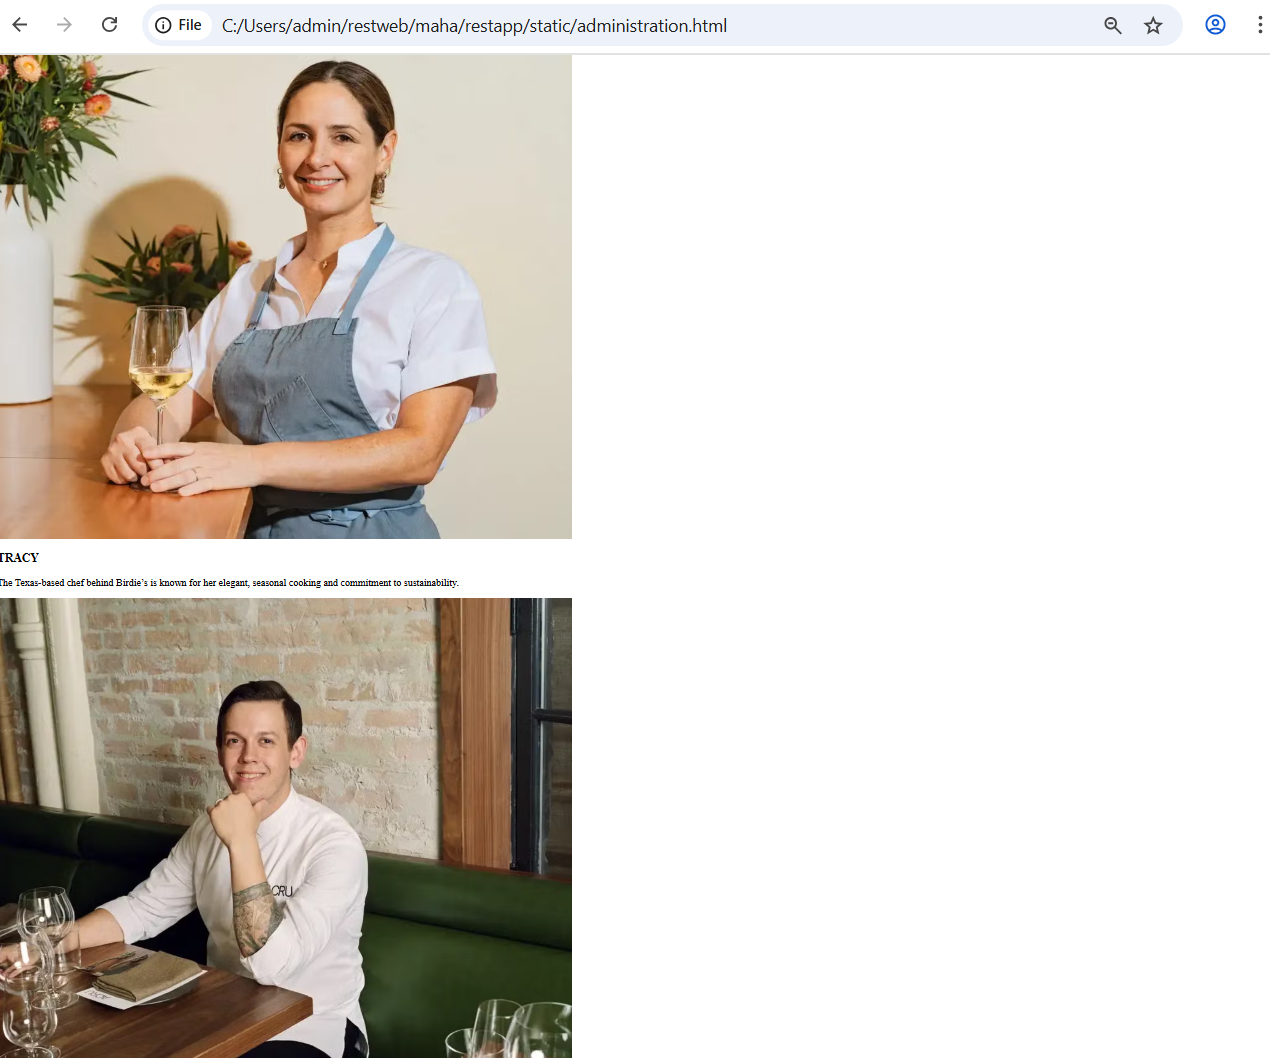 File C:/Users/admin/restweb/maha/restapp/static/administration.html
TRACY
The Texas-based chef behind Birdie's is known for her elegant, seasonal cooking and commitment to sustainability.
CRU